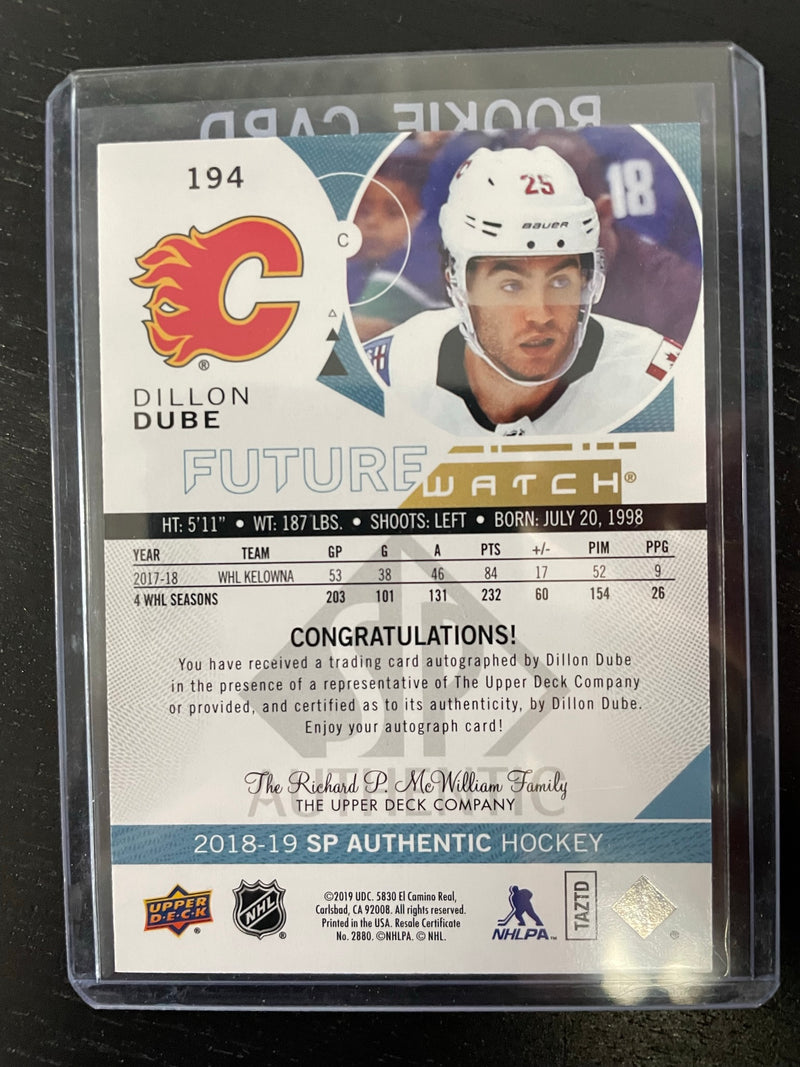 ROOKIE CARD
194
25
BAUER
18
C
DILLON
DUBE
FUTURE
WATCH®
HT: 5'11" • WT: 187 LBS. • SHOOTS: LEFT • BORN: JULY 20, 1998
YEAR TEAM GP G A PTS +/- PIM PPG
2017-18 WHL KELOWNA 53 38 46 84 17 52 9
4 WHL SEASONS 203 101 131 232 60 154 26
CONGRATULATIONS!
You have received a trading card autographed by Dillon Dube
in the presence of a representative of The Upper Deck Company
or provided, and certified as to its authenticity, by Dillon Dube.
Enjoy your autograph card!
SP
AUTHENTIC
The Richard P. McWilliam Family
THE UPPER DECK COMPANY
2018-19 SP AUTHENTIC HOCKEY
UPPER
DECK
®
NHL
®
©2019 UDC. 5830 El Camino Real,
Carlsbad, CA 92008. All rights reserved.
Printed in the USA. Resale Certificate
No. 2880. ©NHLPA. © NHL.
NHLPA™
TAZTD
®